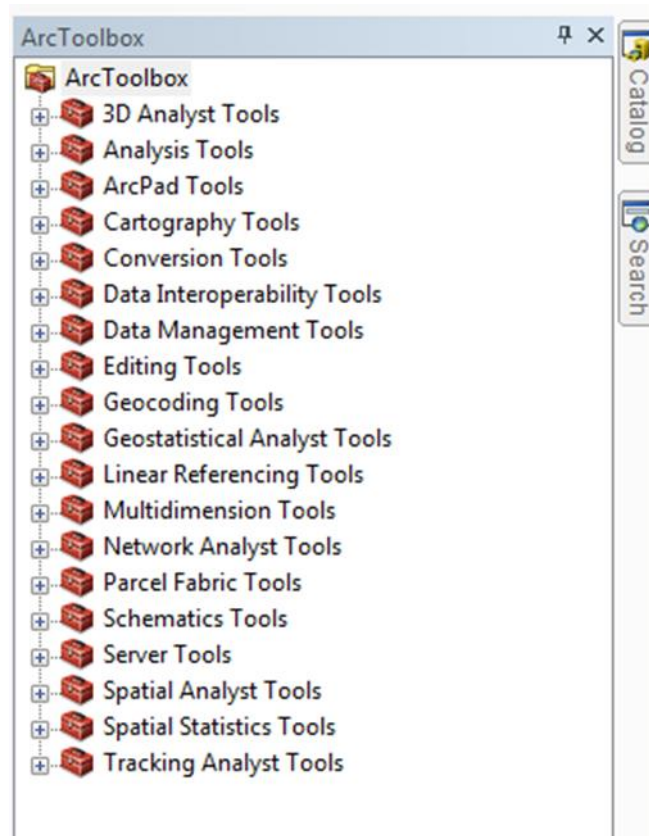 ArcToolbox
ArcToolbox
3D Analyst Tools
Analysis Tools
ArcPad Tools
Cartography Tools
Conversion Tools
Data Interoperability Tools
Data Management Tools
Editing Tools
Geocoding Tools
Geostatistical Analyst Tools
Linear Referencing Tools
Multidimension Tools
Network Analyst Tools
Parcel Fabric Tools
Schematics Tools
Server Tools
Spatial Analyst Tools
Spatial Statistics Tools
Tracking Analyst Tools
Catalog
Search